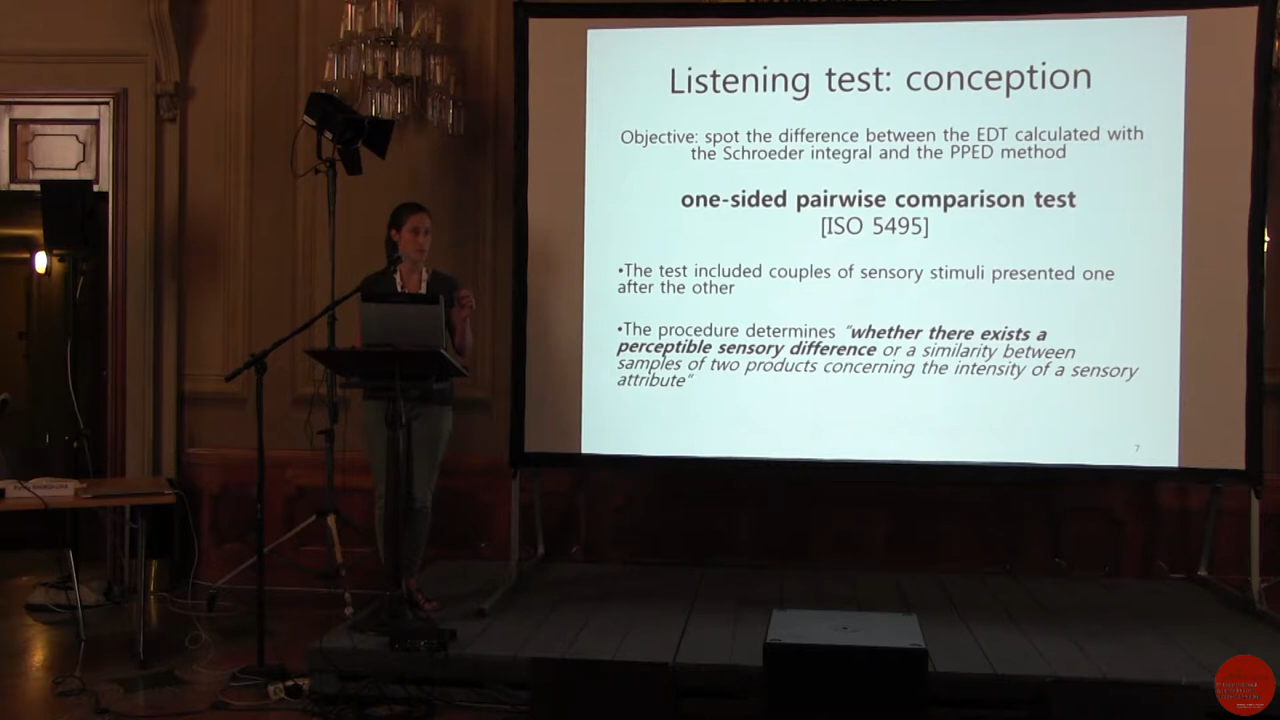 Listening test: conception
Objective: spot the difference between the EDT calculated with
the Schroeder integral and the PPED method
one-sided pairwise comparison test
[ISO 5495]
•The test included couples of sensory stimuli presented one
after the other
•The procedure determines "whether there exists a
perceptible sensory difference or a similarity between
samples of two products concerning the intensity of a sensory
attribute"
7